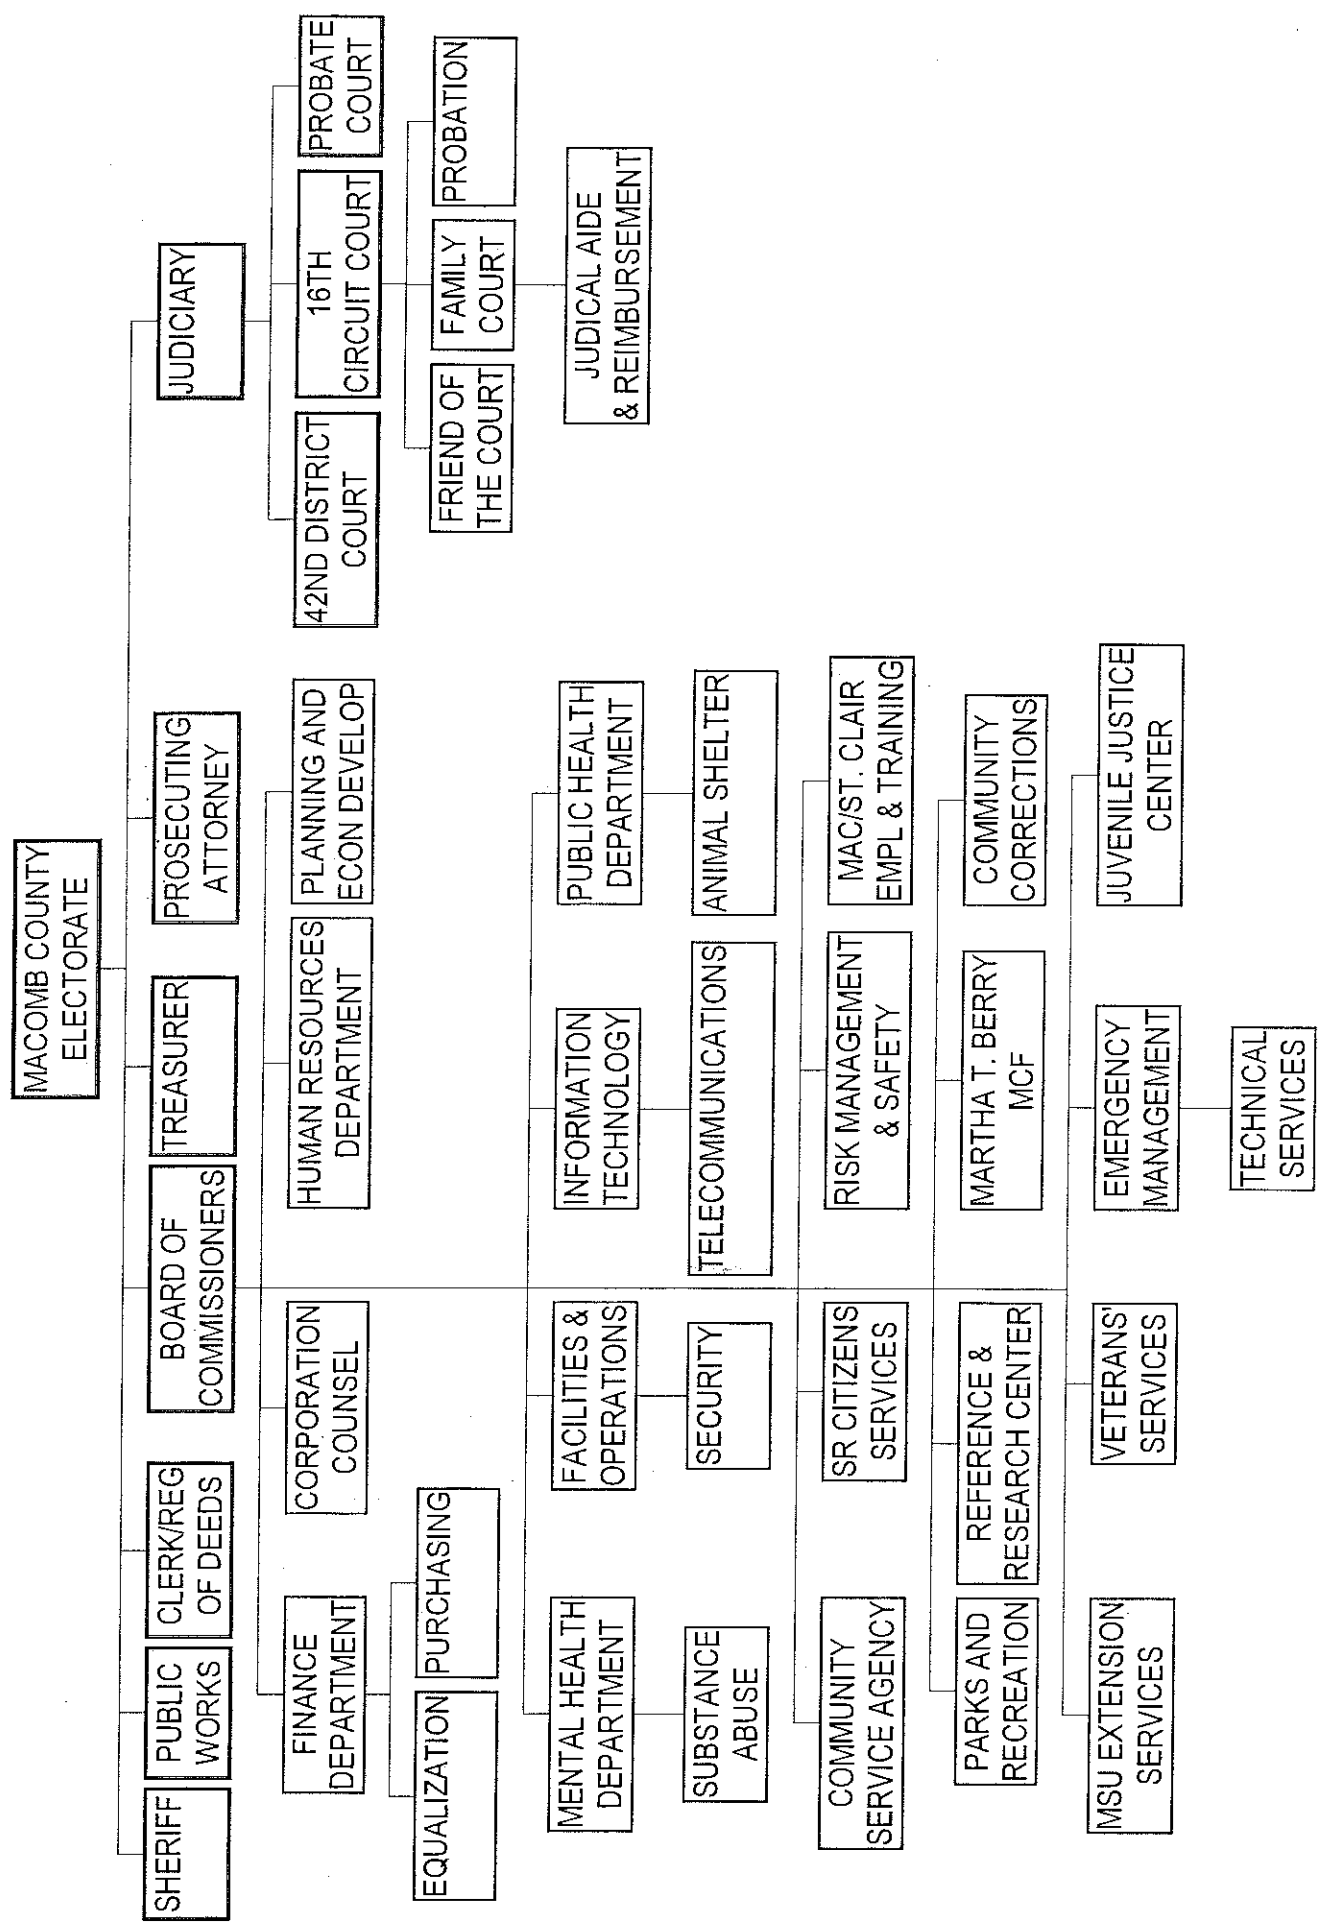 MACOMB COUNTY
ELECTORATE
SHERIFF
PUBLIC
WORKS
CLERK/REG
OF DEEDS
BOARD OF
COMMISSIONERS
TREASURER
PROSECUTING
ATTORNEY
JUDICIARY
FINANCE
DEPARTMENT
CORPORATION
COUNSEL
HUMAN RESOURCES
DEPARTMENT
PLANNING AND
ECON DEVELOP
42ND DISTRICT
COURT
16TH
CIRCUIT COURT
PROBATE
COURT
EQUALIZATION
PURCHASING
FRIEND OF
THE COURT
FAMILY
COURT
PROBATION
MENTAL HEALTH
DEPARTMENT
FACILITIES &
OPERATIONS
INFORMATION
TECHNOLOGY
PUBLIC HEALTH
DEPARTMENT
JUDICAL AIDE
& REIMBURSEMENT
SUBSTANCE
ABUSE
SECURITY
TELECOMMUNICATIONS
ANIMAL SHELTER
COMMUNITY
SERVICE AGENCY
SR CITIZENS
SERVICES
RISK MANAGEMENT
& SAFETY
MAC/ST. CLAIR
EMPL & TRAINING
PARKS AND
RECREATION
REFERENCE &
RESEARCH CENTER
MARTHA T. BERRY
MCF
COMMUNITY
CORRECTIONS
MSU EXTENSION
SERVICES
VETERANS'
SERVICES
EMERGENCY
MANAGEMENT
JUVENILE JUSTICE
CENTER
TECHNICAL
SERVICES